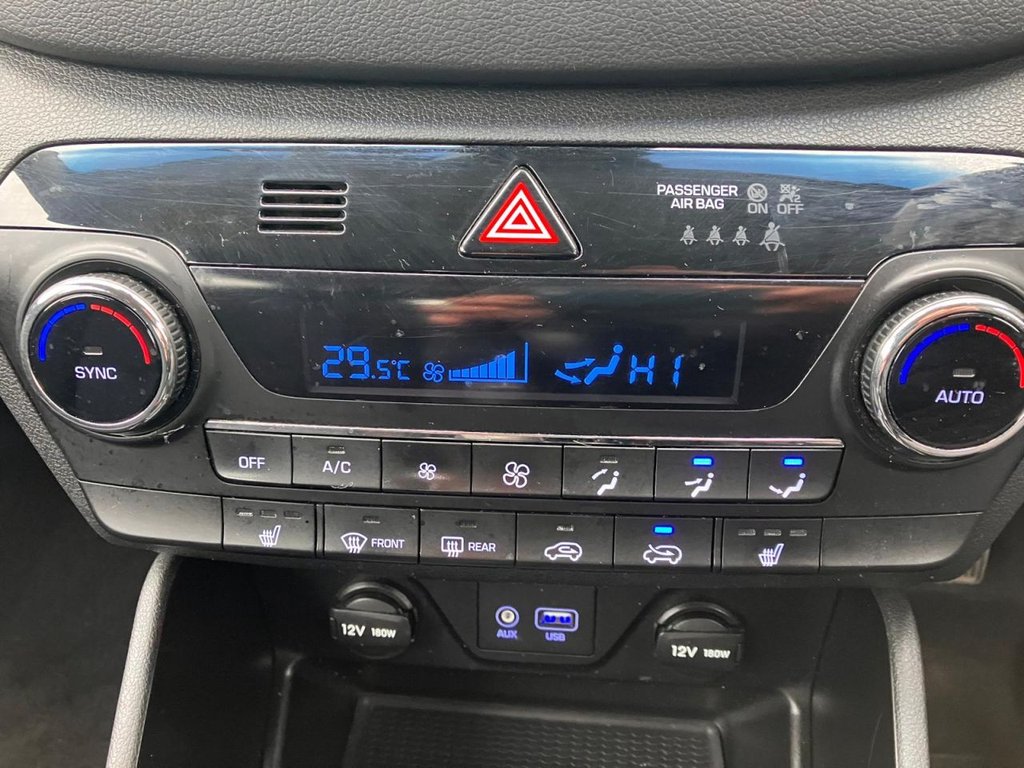 PASSENGER
AIR BAG
ON OFF
29.5°C HI
SYNC
AUTO
OFF A/C
FRONT REAR
12V 180W
AUX USB
12V 180W